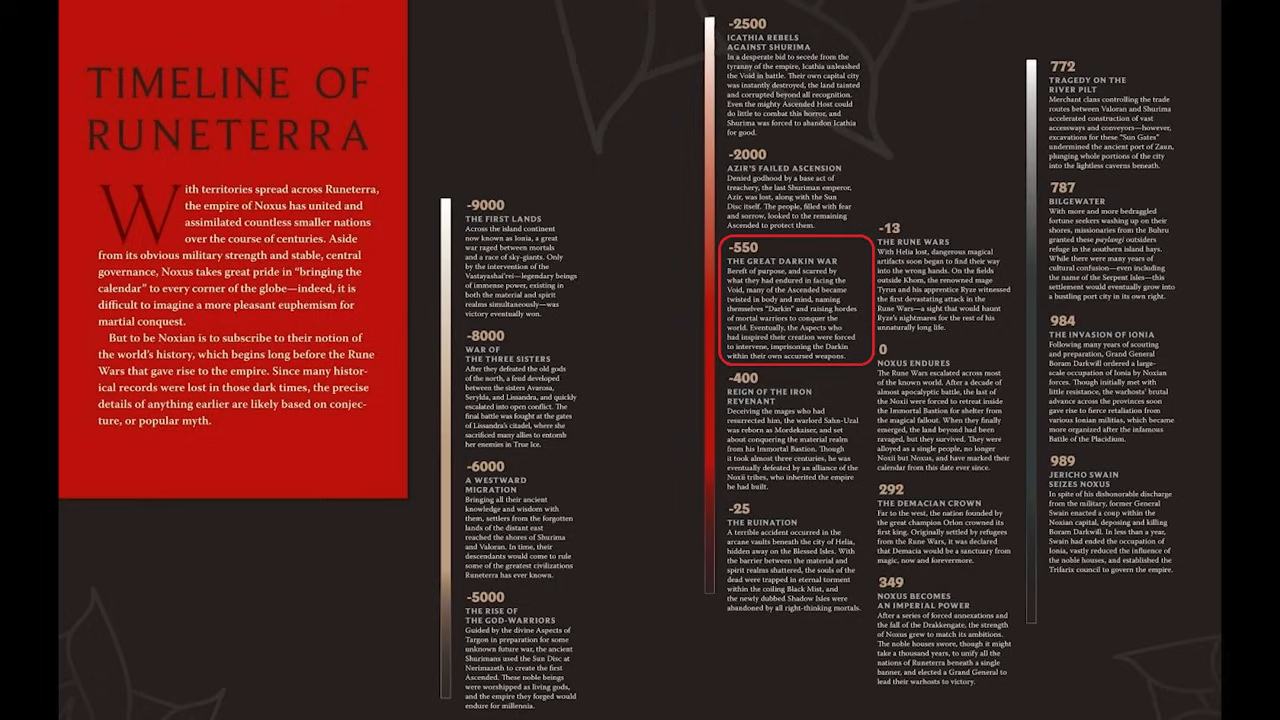 TIMELINE OF
RUNETERRA
With territories spread across Runeterra,
the empire of Noxus has united and
assimilated countless smaller nations
over the course of centuries. Aside
from its obvious military strength and stable, central
governance, Noxus takes great pride in “bringing the
calendar” to every corner of the globe—indeed, it is
difficult to imagine a more pleasant euphemism for
martial conquest.
But to be Noxian is to subscribe to their notion of
the world’s history, which begins long before the Rune
Wars that gave rise to the empire. Since many histor-
ical records were lost in those dark times, the precise
details of anything earlier are likely based on conjec-
ture, or popular myth.
-9000
THE FIRST LANDS
Across the island continent
now known as Ionia, a great
war raged between mortals
and a race of sky-giants. Only
by the intervention of the
Vastayashai’rei—legendary beings
of immense power, existing in
both the material and spirit
realms simultaneously—was
victory eventually won.
-8000
WAR OF
THE THREE SISTERS
After they defeated the old gods
of the north, a feud developed
between the sisters Avarosa,
Serylda, and Lissandra, and quickly
escalated into open conflict. The
final battle was fought at the gates
of Lissandra’s citadel, where she
sacrificed many allies to entomb
her enemies in True Ice.
-6000
A WESTWARD
MIGRATION
Bringing all their ancient
knowledge and wisdom with
them, settlers from the forgotten
lands of the distant east
reached the shores of Shurima
and Valoran. In time, their
descendants would come to rule
some of the greatest civilizations
Runeterra has ever known.
-5000
THE RISE OF
THE GOD-WARRIORS
Guided by the divine Aspects of
Targon in preparation for some
unknown future war, the ancient
Shurimans used the Sun Disc at
Nerimazeth to create the first
Ascended. These noble beings
were worshipped as living gods,
and the empire they forged would
endure for millennia.
-2500
ICATHIA REBELS
AGAINST SHURIMA
In a desperate bid to secede from the
tyranny of the empire, Icathia unleashed
the Void in battle. Their own capital city
was instantly destroyed, the land tainted
and corrupted beyond all recognition.
Even the mighty Ascended Host could
do little to combat this horror, and
Shurima was forced to abandon Icathia
for good.
-2000
AZIR’S FAILED ASCENSION
Denied godhood by a base act of
treachery, the last Shuriman emperor,
Azir, was lost, along with the Sun
Disc itself. The people, filled with fear
and sorrow, looked to the remaining
Ascended to protect them.
-550
THE GREAT DARKIN WAR
Bereft of purpose, and scarred by
what they had endured in facing the
Void, many of the Ascended became
twisted in body and mind, naming
themselves “Darkin” and raising hordes
of mortal warriors to conquer the
world. Eventually, the Aspects who
had inspired their creation were forced
to intervene, imprisoning the Darkin
within their own accursed weapons.
-400
REIGN OF THE IRON
REVENANT
Deceiving the mages who had
resurrected him, the warlord Sahn-Uzal
was reborn as Mordekaiser, and set
about conquering the material realm
from his Immortal Bastion. Though
it took almost three centuries, he was
eventually defeated by an alliance of the
Noxii tribes, who inherited the empire
he had built.
-25
THE RUINATION
A terrible accident occurred in the
arcane vaults beneath the city of Helia,
hidden away on the Blessed Isles. With
the barrier between the material and
spirit realms shattered, the souls of the
dead were trapped in eternal torment
within the coiling Black Mist, and
the newly dubbed Shadow Isles were
abandoned by all right-thinking mortals.
-13
THE RUNE WARS
With Helia lost, dangerous magical
artifacts soon began to find their way
into the wrong hands. On the fields
outside Khom, the renowned mage
Tyrus and his apprentice Ryze witnessed
the first devastating attack in the
Rune Wars—a sight that would haunt
Ryze’s nightmares for the rest of his
unnaturally long life.
0
NOXUS ENDURES
The Rune Wars escalated across most
of the known world. After a decade of
almost apocalyptic battle, the last of
the Noxii were forced to retreat inside
the Immortal Bastion for shelter from
the magical fallout. When they finally
emerged, the land beyond had been
ravaged, but they survived. They were
alloyed as a single people, no longer
Noxii but Noxus, and have marked their
calendar from this date ever since.
292
THE DEMACIAN CROWN
Far to the west, the nation founded by
the great champion Orlon crowned its
first king. Originally settled by refugees
from the Rune Wars, it was declared
that Demacia would be a sanctuary from
magic, now and forevermore.
349
NOXUS BECOMES
AN IMPERIAL POWER
After a series of forced annexations and
the fall of the Drakkengate, the strength
of Noxus grew to match its ambitions.
The noble houses swore, though it might
take a thousand years, to unify all the
nations of Runeterra beneath a single
banner, and elected a Grand General to
lead their warhosts to victory.
772
TRAGEDY ON THE
RIVER PILT
Merchant clans controlling the trade
routes between Valoran and Shurima
accelerated construction of vast
accessways and conveyors—however,
excavations for these “Sun Gates”
undermined the ancient port of Zaun,
plunging whole portions of the city
into the lightless caverns beneath.
787
BILGEWATER
With more and more bedraggled
fortune seekers washing up on their
shores, missionaries from the Buhru
granted these paylangi outsiders
refuge in the southern island hays.
While there were many years of
cultural confusion—even including
the name of the Serpent Isles—this
settlement would eventually grow into
a bustling port city in its own right.
984
THE INVASION OF IONIA
Following many years of scouting
and preparation, Grand General
Boram Darkwill ordered a large-
scale occupation of Ionia by Noxian
forces. Though initially met with
little resistance, the warhosts’ brutal
advance across the provinces soon
gave rise to fierce retaliation from
various Ionian militias, which became
more organized after the infamous
Battle of the Placidium.
989
JERICHO SWAIN
SEIZES NOXUS
In spite of his dishonorable discharge
from the military, former General
Swain enacted a coup within the
Noxian capital, deposing and killing
Boram Darkwill. In less than a year,
Swain had ended the occupation of
Ionia, vastly reduced the influence of
the noble houses, and established the
Trifarix council to govern the empire.